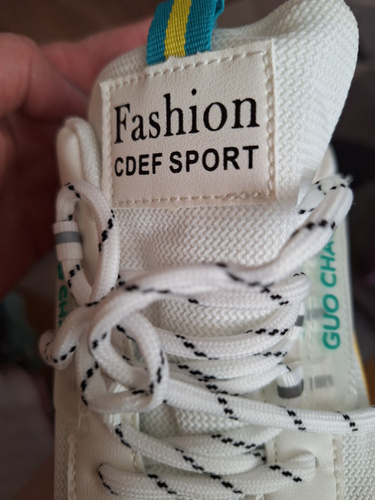 Fashion
CDEF SPORT
GUO CHA